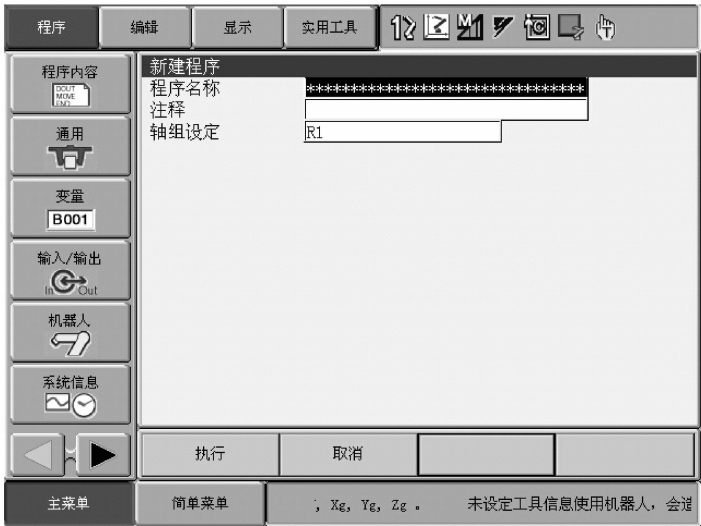 程序
编辑
显示
实用工具
程序内容
DOUT
MOVE
END
通用
变量
B001
输入/输出
In Out
机器人
系统信息
新建程序
程序名称 ********************************
注释
轴组设定 R1
执行
取消
主菜单
简单菜单
, Xg, Yg, Zg 。 未设定工具信息使用机器人，会造